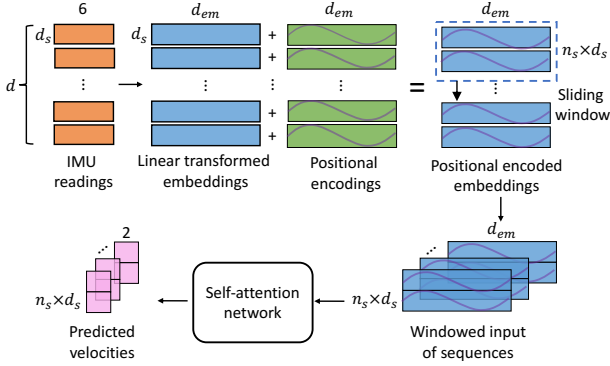 6
d_em
d_em
d_em
d_s
d_s
+
+
+
+
d
⋮
⋮
...
⋮
⋮
=
n_s×d_s
Sliding
window
IMU
readings
Linear transformed
embeddings
Positional
encodings
Positional encoded
embeddings
d_em
2
...
...
n_s×d_s
Self-attention
network
n_s×d_s
Predicted
velocities
Windowed input
of sequences